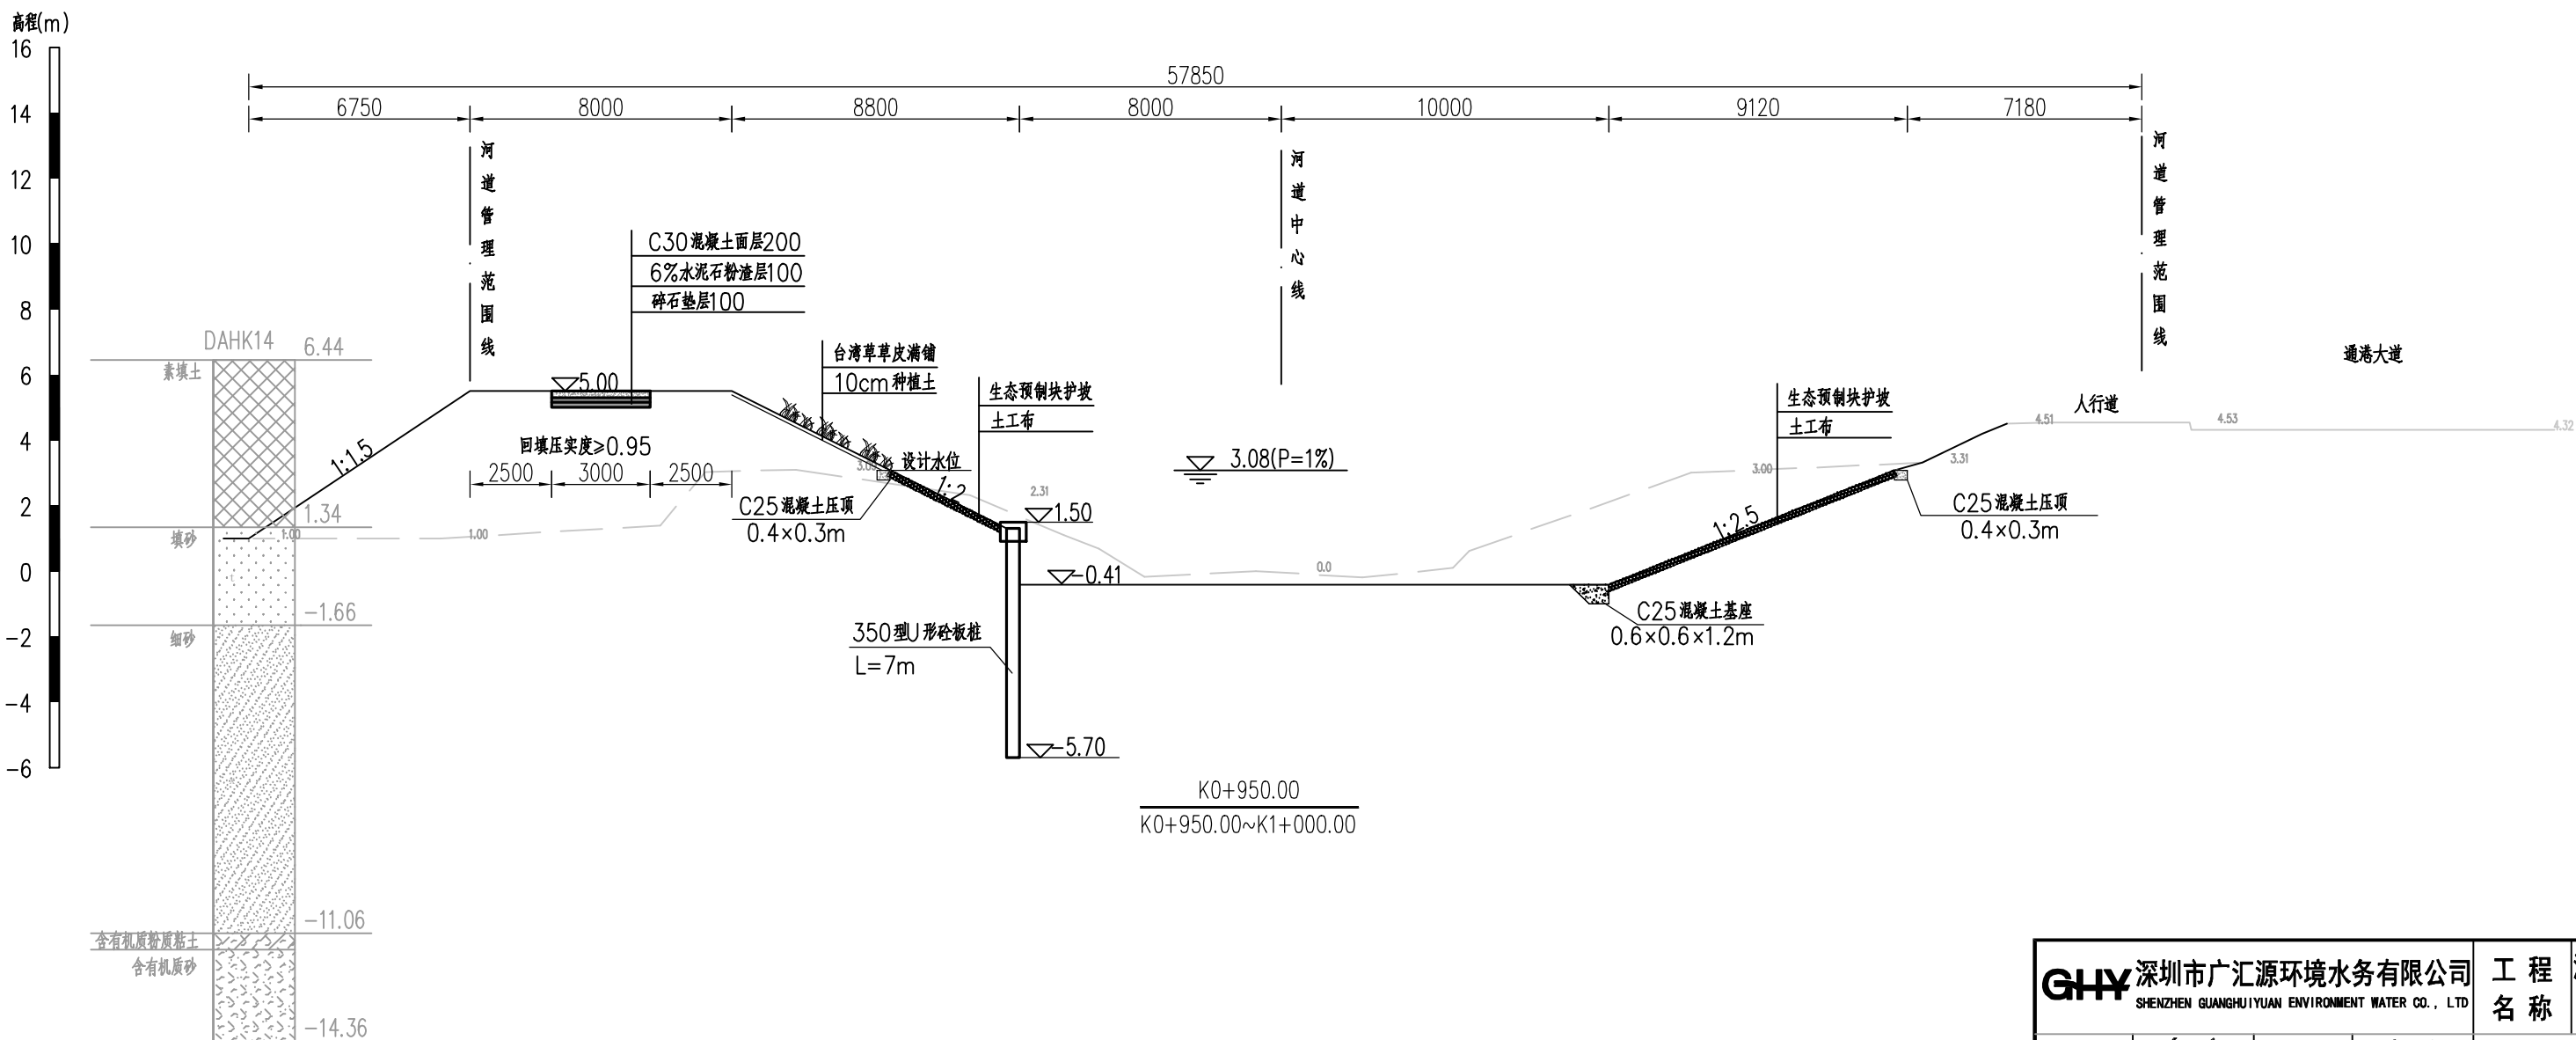 高程(m)
16
14
12
10
8
6
4
2
0
-2
-4
-6
57850
6750
8000
8800
8000
10000
9120
7180
河道管理范围线
河道中心线
河道管理范围线
C30混凝土面层200
6%水泥石粉渣层100
碎石垫层100
DAHK14
6.44
素填土
1.34
填砂
-1.66
细砂
-11.06
含有机质粉质粘土
含有机质砂
-14.36
1:1.5
5.00
回填压实度≥0.95
2500
3000
2500
1.00
1.00
台湾草草皮满铺
10cm种植土
生态预制块护坡
土工布
设计水位
1:2
C25混凝土压顶
0.4×0.3m
2.31
1.50
-0.41
350型U形砼板桩
L=7m
-5.70
3.08(P=1%)
0.0
生态预制块护坡
土工布
3.00
3.31
1:2.5
C25混凝土压顶
0.4×0.3m
C25混凝土基座
0.6×0.6×1.2m
通港大道
人行道
4.51
4.53
4.32
K0+950.00
K0+950.00~K1+000.00
GHY
深圳市广汇源环境水务有限公司
SHENZHEN GUANGHUIYUAN ENVIRONMENT WATER CO., LTD
工程
名称